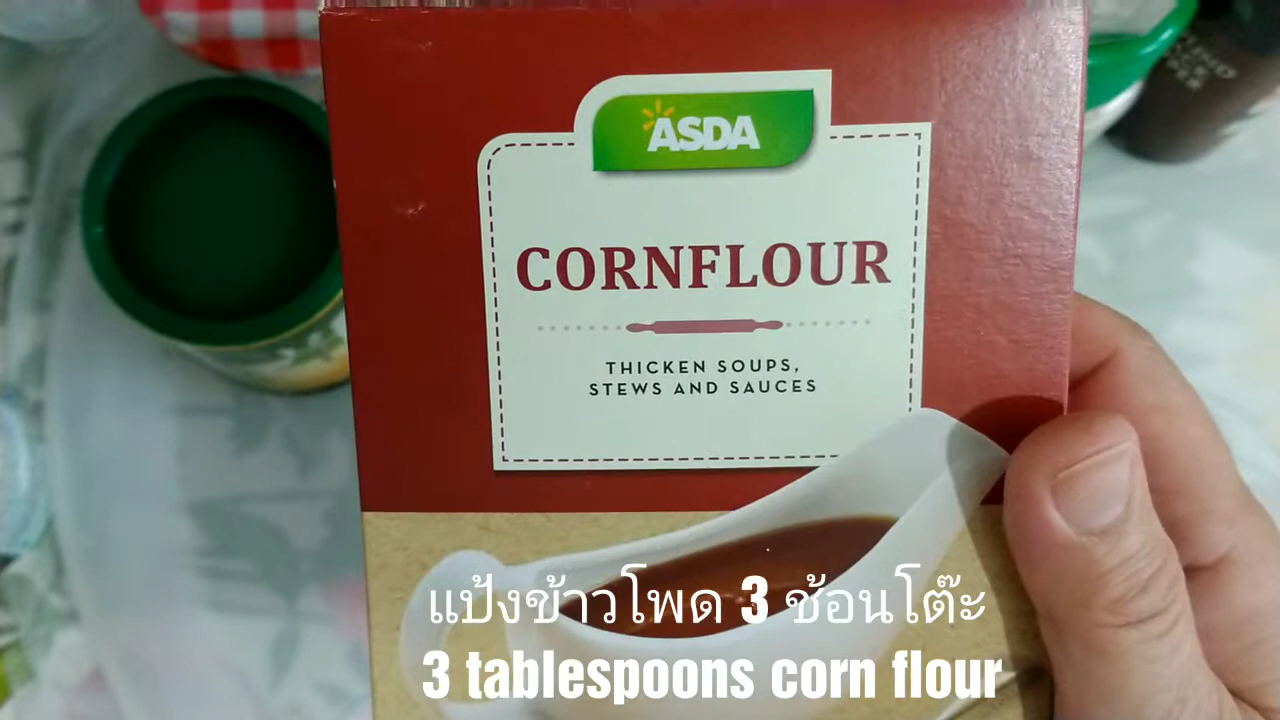 ASDA
CORNFLOUR
THICKEN SOUPS,
STEWS AND SAUCES
แป้งข้าวโพด 3 ช้อนโต๊ะ
3 tablespoons corn flour